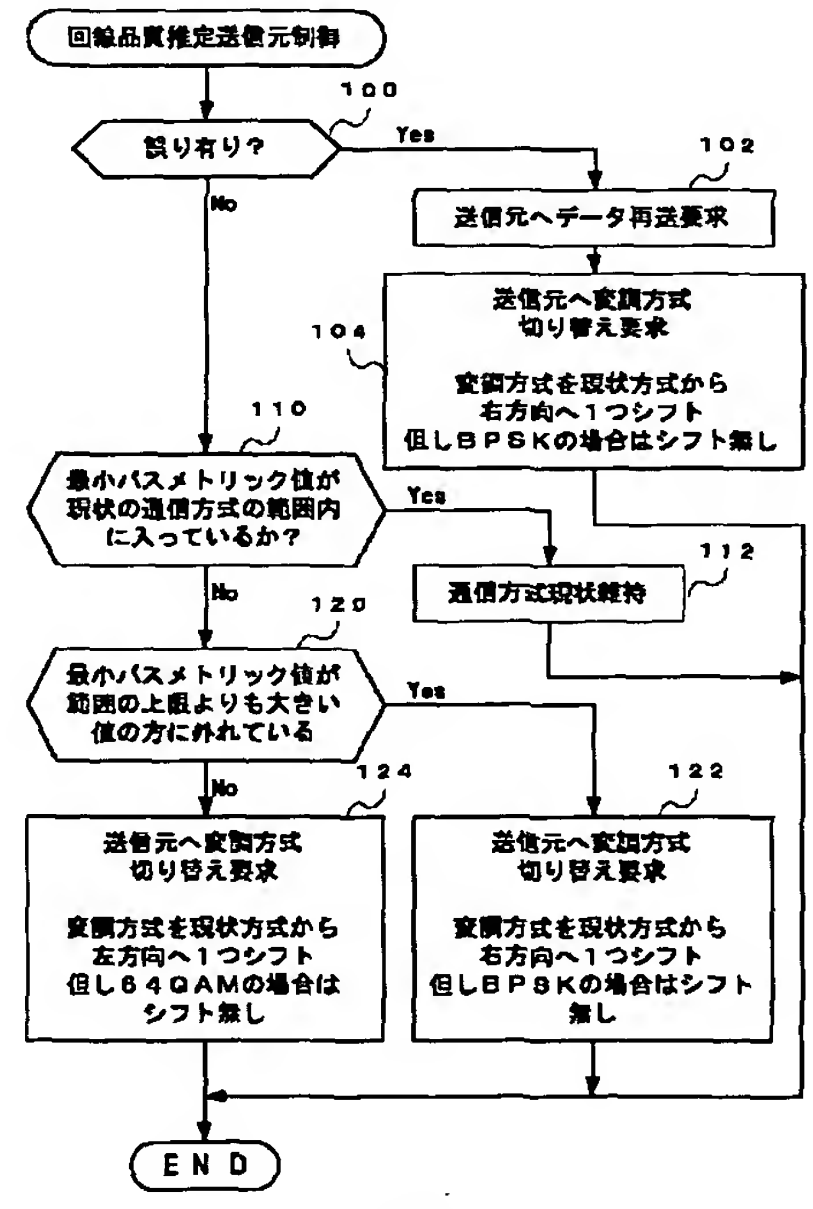 回線品質推定送信元制御
100
誤り有り？
Yes
No
102
送信元へデータ再送要求
104
送信元へ変調方式
切り替え要求
変調方式を現状方式から
右方向へ1つシフト
但しBPSKの場合はシフト無し
110
最小パスメトリック値が
現状の通信方式の範囲内
に入っているか？
Yes
No
112
通信方式現状維持
120
最小パスメトリック値が
範囲の上限よりも大きい
値の方に外れている
Yes
No
124
送信元へ変調方式
切り替え要求
変調方式を現状方式から
左方向へ1つシフト
但し64QAMの場合は
シフト無し
122
送信元へ変調方式
切り替え要求
変調方式を現状方式から
右方向へ1つシフト
但しBPSKの場合はシフト
無し
END